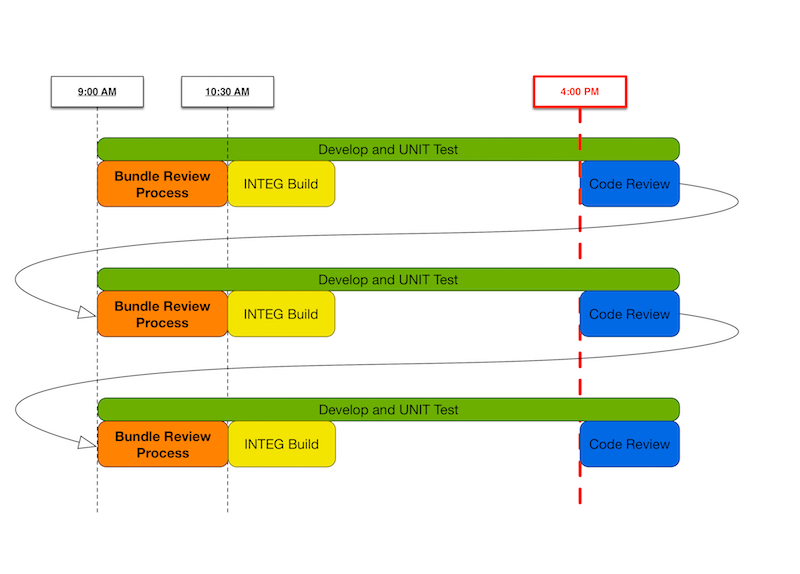 9:00 AM
10:30 AM
4:00 PM
Develop and UNIT Test
Bundle Review
Process
INTEG Build
Code Review
Develop and UNIT Test
Bundle Review
Process
INTEG Build
Code Review
Develop and UNIT Test
Bundle Review
Process
INTEG Build
Code Review